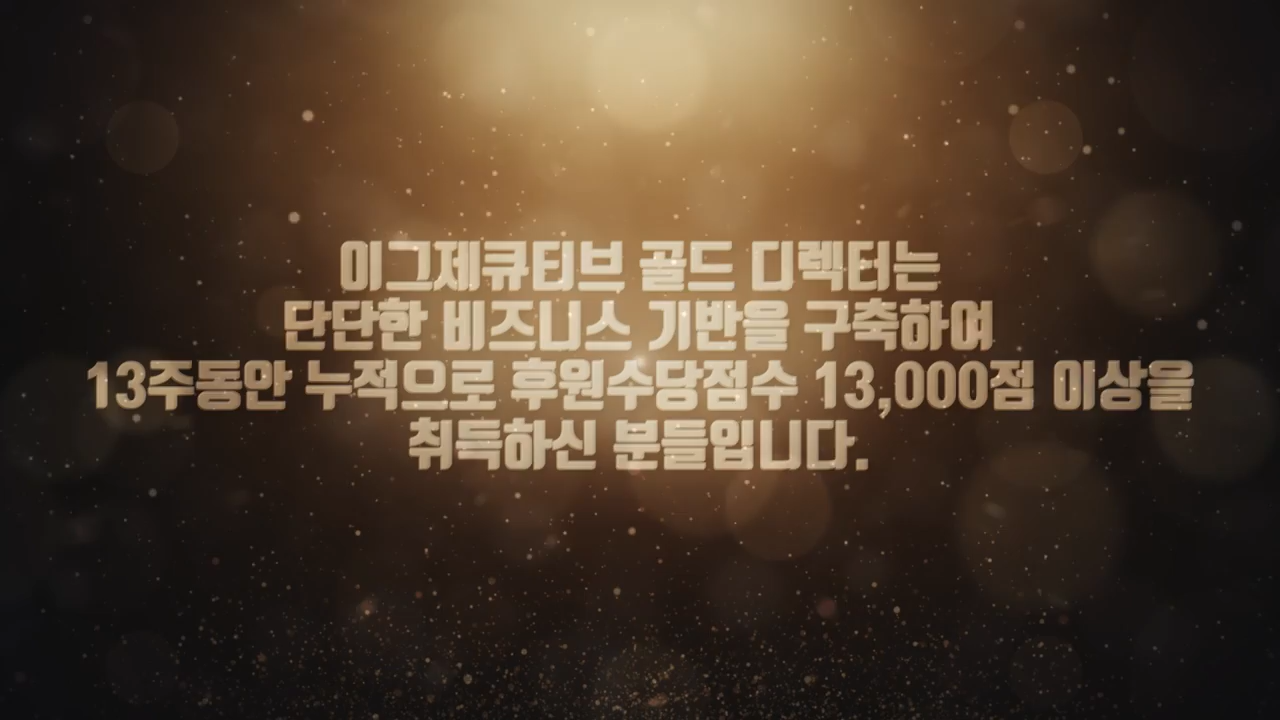 이그제큐티브 골드 디렉터는
단단한 비즈니스 기반을 구축하여
13주동안 누적으로 후원수당점수 13,000점 이상을
취득하신 분들입니다.